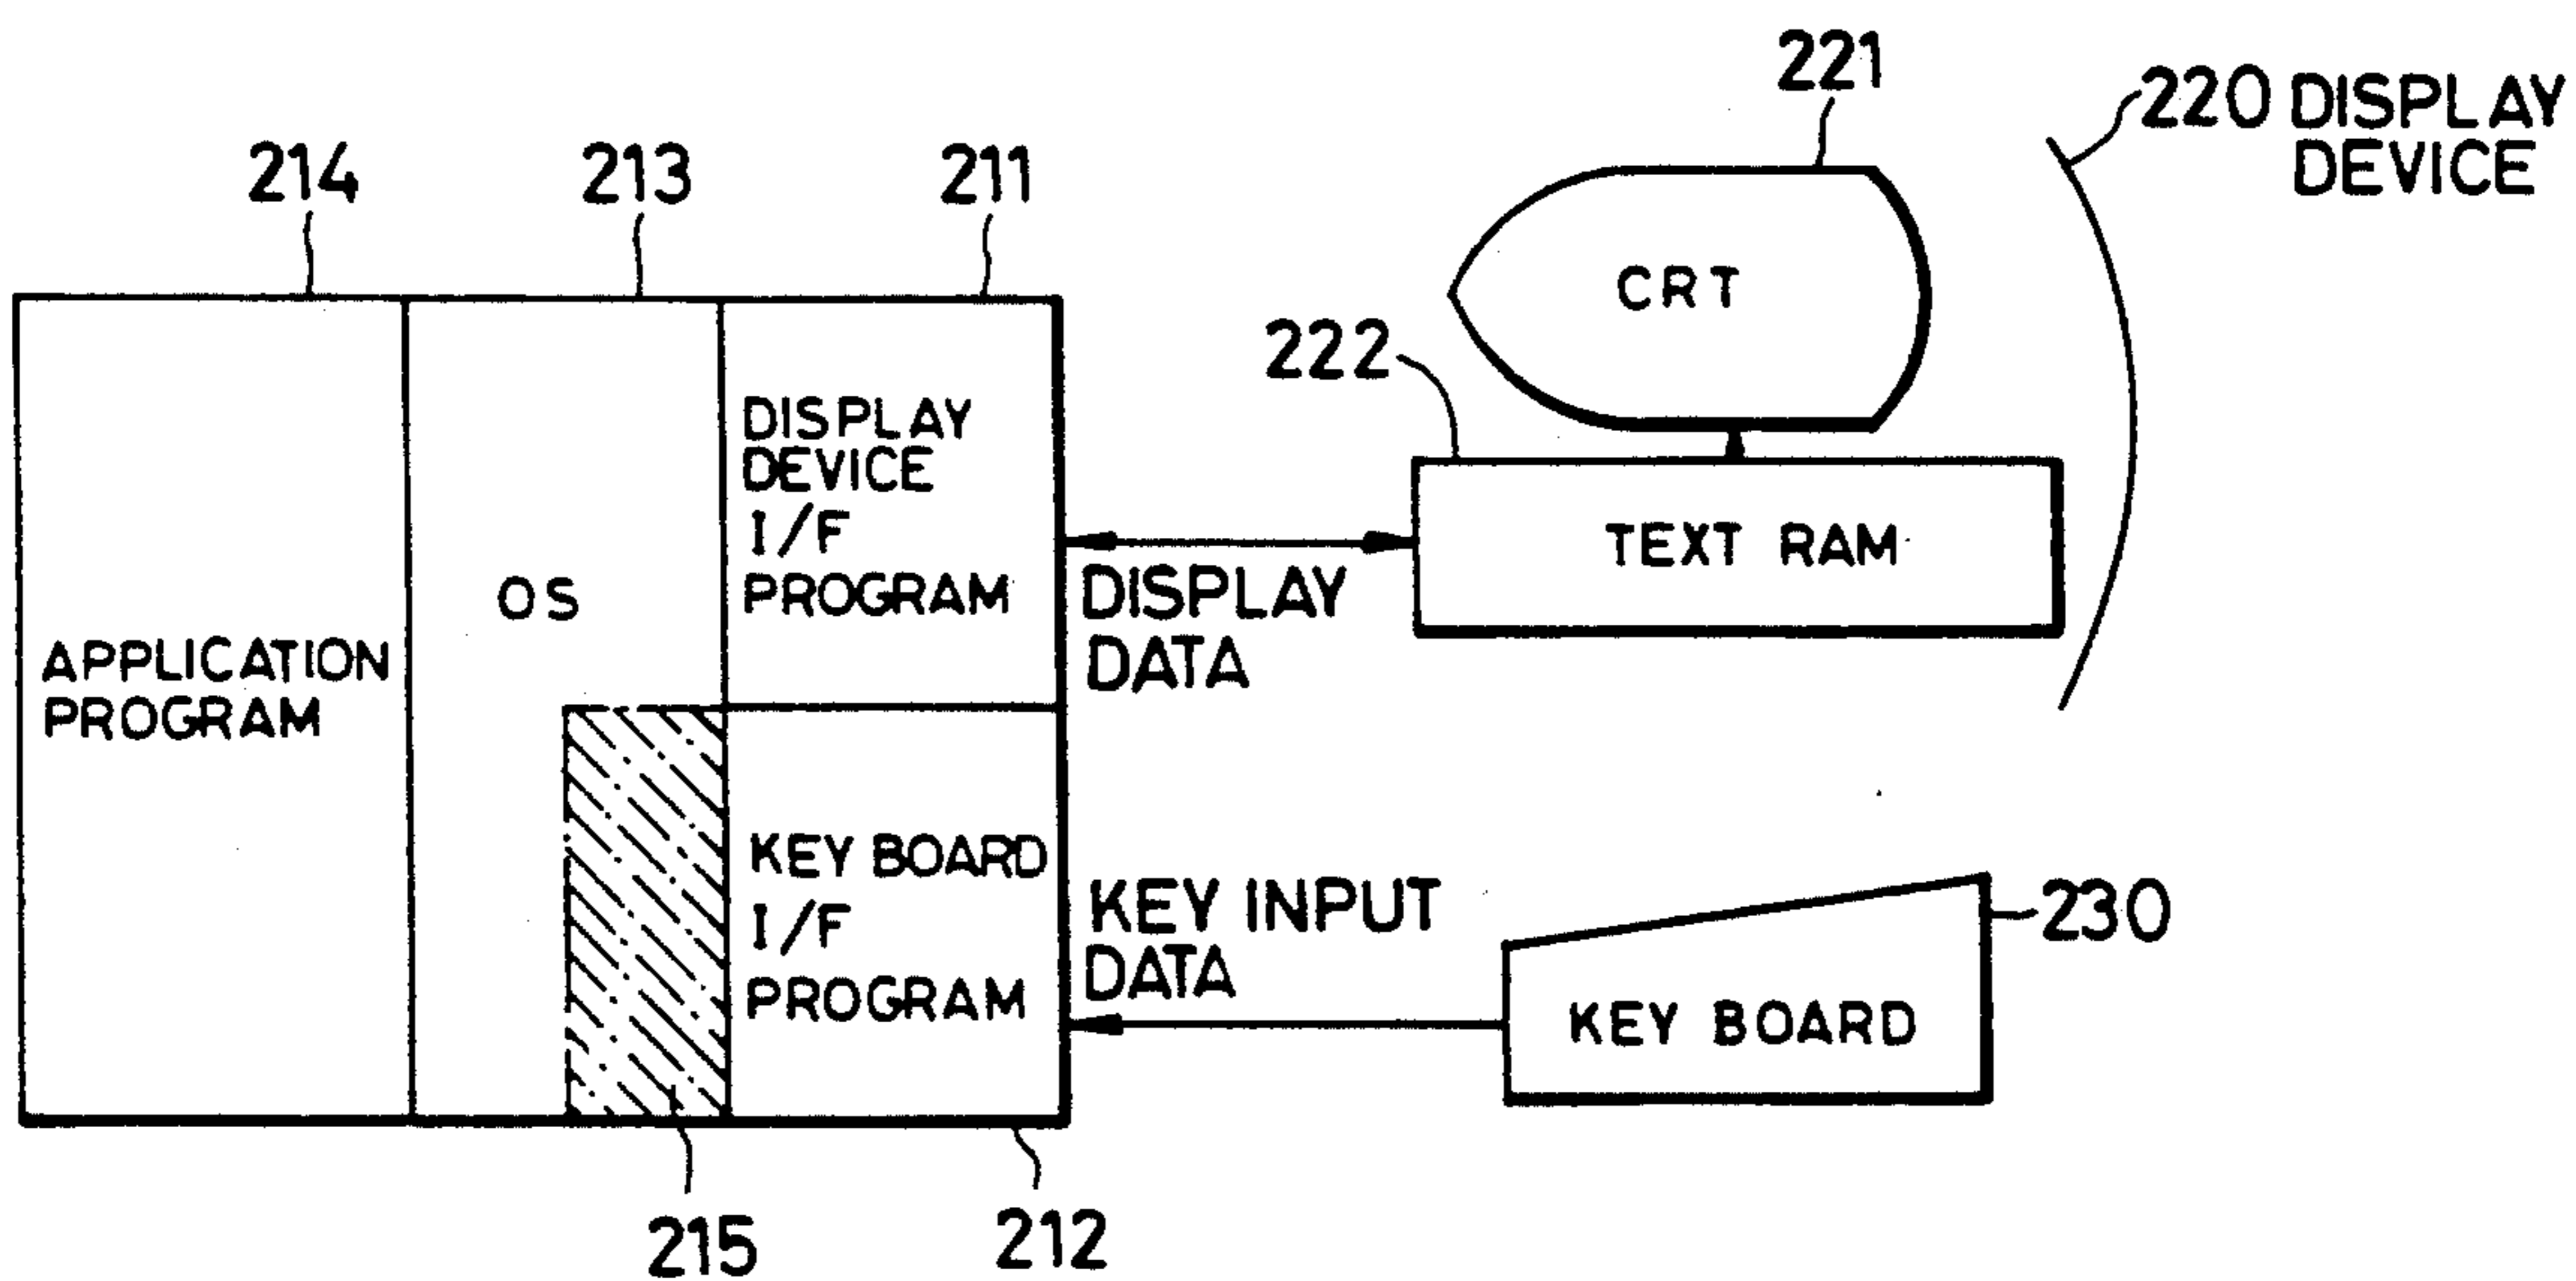 221
220 DISPLAY
DEVICE
214
213
211
CRT
222
DISPLAY
DEVICE
I/F
PROGRAM
TEXT RAM
OS
DISPLAY
DATA
APPLICATION
PROGRAM
KEY BOARD
I/F
PROGRAM
KEY INPUT
DATA
230
KEY BOARD
215
212